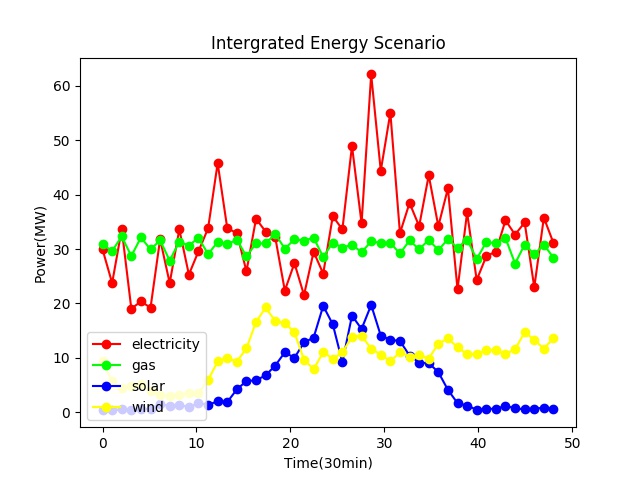 Intergrated Energy Scenario
Power(MW)
60
50
40
30
20
10
0
electricity
gas
solar
wind
0 10 20 30 40 50
Time(30min)